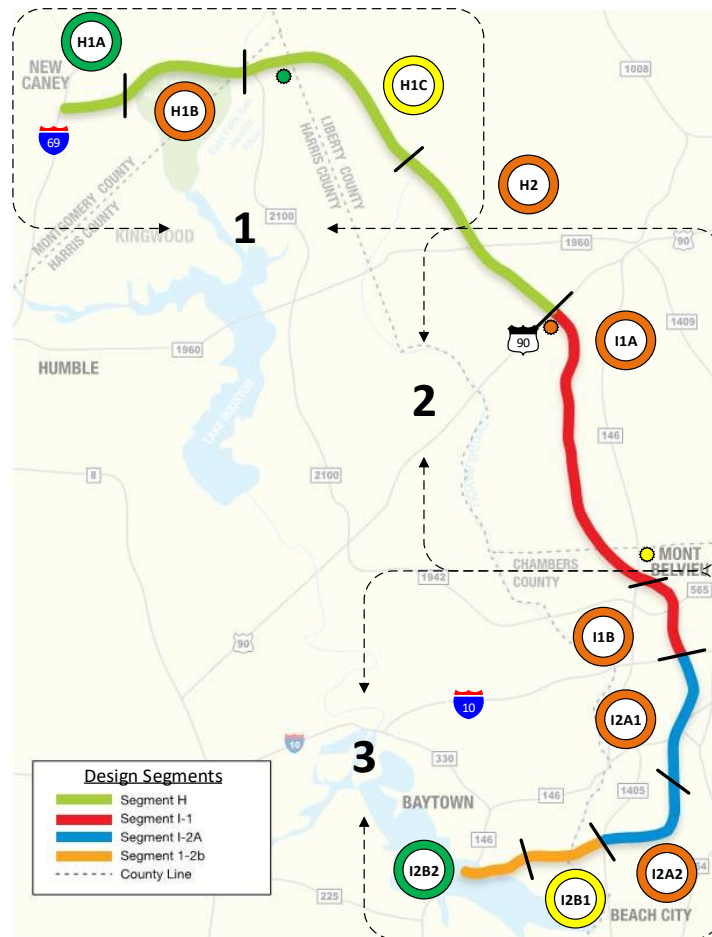 H1A
NEW
CANEY
H1B
H1C
1008
69
LIBERTY COUNTY
HARRIS COUNTY
MONTGOMERY COUNTY
HARRIS COUNTY
H2
KINGWOOD
1
2100
1960
90
1409
I1A
90
1960
HUMBLE
LAKE HOUSTON
2
146
8
2100
MONT
BELVIEU
CHAMBERS
COUNTY
1942
565
I1B
90
10
I2A1
10
3
330
Design Segments
Segment H
Segment I-1
Segment I-2A
Segment 1-2b
County Line
BAYTOWN
146
1405
146
I2B2
I2B1
I2A2
225
BEACH CITY